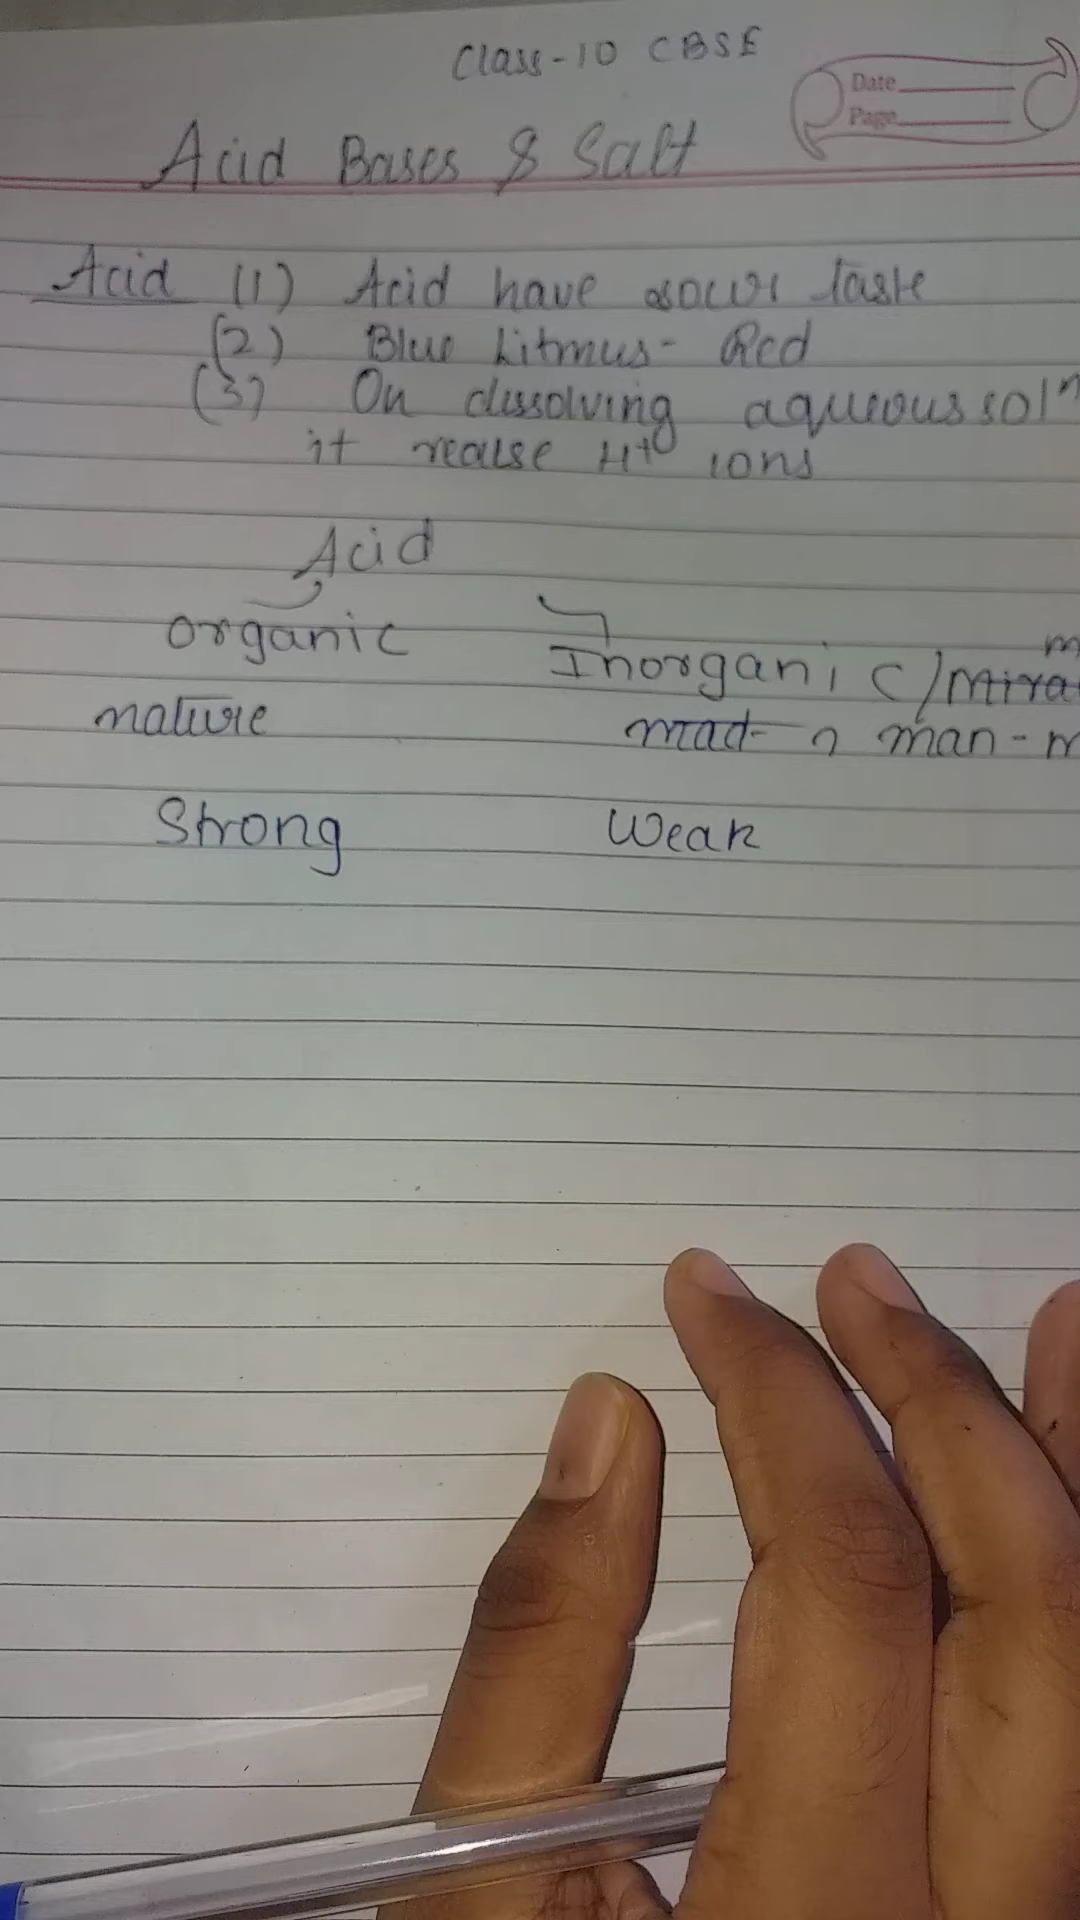 Class-10 CBSE
Date
Page
Acid Bases & Salt
Acid (1) Acid have sour taste
(2) Blue Litmus- Red
(3) On dissolving aqueous solⁿ
it realse H+ ions
Acid
organic
Inorganic/
nature
man-m
Strong Weak